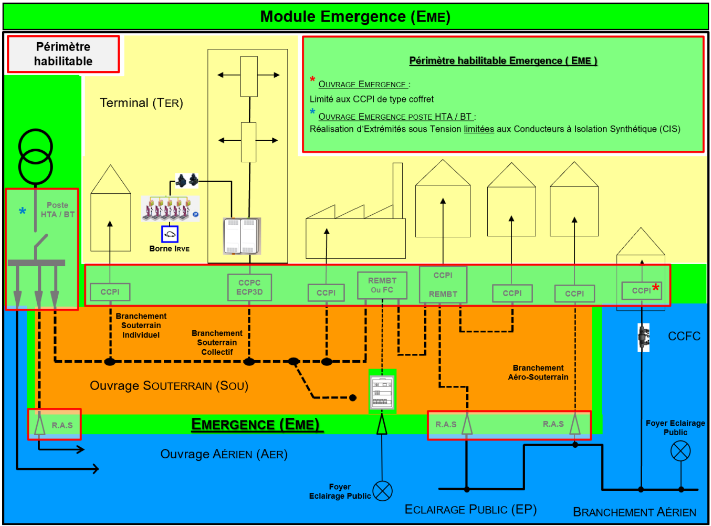 Module Emergence (EME)
Périmètre
habilitable
Périmètre habilitable Emergence ( EME )
* OUVRAGE EMERGENCE :
Limité aux CCPI de type coffret
* OUVRAGE EMERGENCE POSTE HTA / BT :
Réalisation d'Extrémités sous Tension limitées aux Conducteurs à Isolation Synthétique (CIS)
Terminal (TER)
* Poste
HTA / BT
Borne IRVE
CCPI
CCPC
ECP3D
CCPI
REMBT
Ou FC
CCPI
REMBT
CCPI
CCPI
CCPI *
Branchement
Souterrain
Individuel
Branchement
Souterrain
Collectif
CCFC
Branchement
Aéro-Souterrain
Ouvrage SOUTERRAIN (SOU)
R.A.S
EMERGENCE (EME)
R.A.S
R.A.S
Foyer Eclairage
Public
Ouvrage AÉRIEN (AER)
Foyer
Eclairage Public
ECLAIRAGE PUBLIC (EP)
BRANCHEMENT AÉRIEN